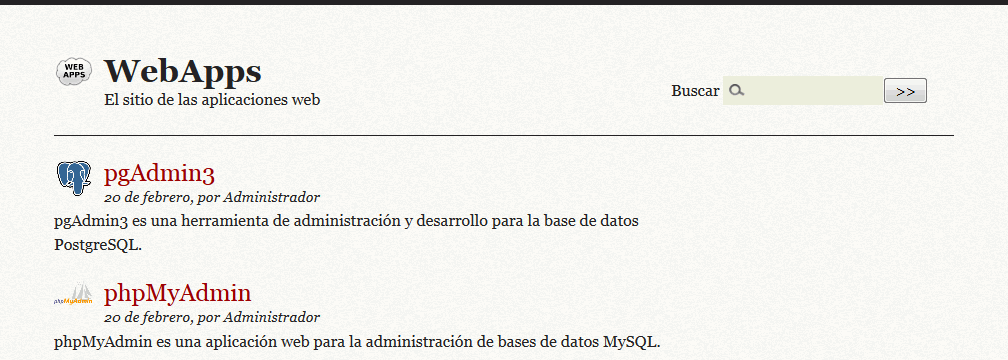 WEB
APPS
WebApps
El sitio de las aplicaciones web
Buscar
>>
pgAdmin3
20 de febrero, por Administrador
pgAdmin3 es una herramienta de administración y desarrollo para la base de datos
PostgreSQL.
phpMyAdmin
phpMyAdmin
20 de febrero, por Administrador
phpMyAdmin es una aplicación web para la administración de bases de datos MySQL.